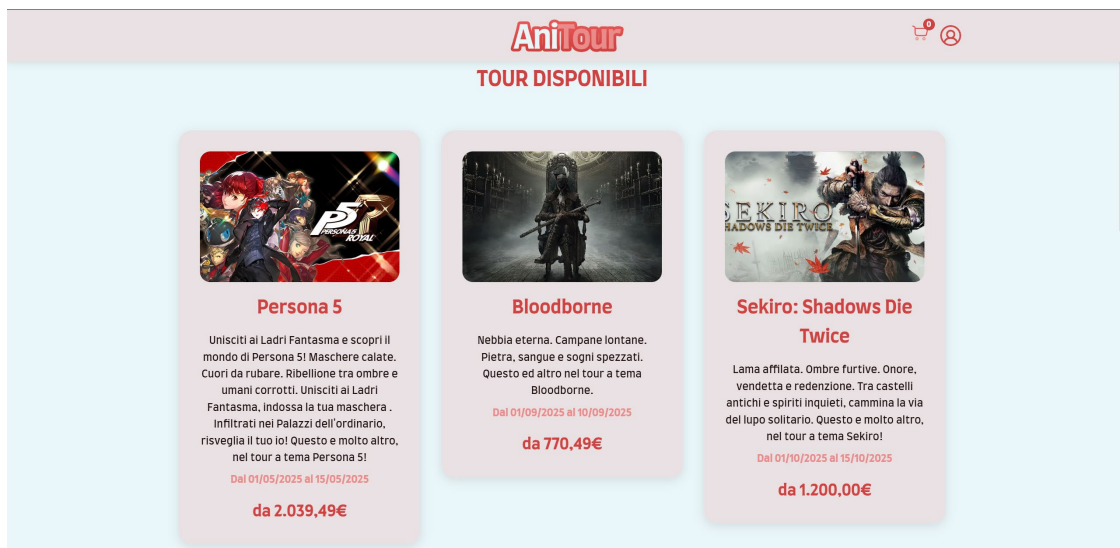 AniTour
0
TOUR DISPONIBILI
P5R
PERSONA5
ROYAL
Persona 5
Unisciti ai Ladri Fantasma e scopri il
mondo di Persona 5! Maschere calate.
Cuori da rubare. Ribellione tra ombre e
umani corrotti. Unisciti ai Ladri
Fantasma, indossa la tua maschera .
Infiltrati nei Palazzi dell'ordinario,
risveglia il tuo io! Questo e molto altro,
nel tour a tema Persona 5!
Dal 01/05/2025 al 15/05/2025
da 2.039,49€
Bloodborne
Nebbia eterna. Campane lontane.
Pietra, sangue e sogni spezzati.
Questo ed altro nel tour a tema
Bloodborne.
Dal 01/09/2025 al 10/09/2025
da 770,49€
SEKIRO
SHADOWS DIE TWICE
Sekiro: Shadows Die
Twice
Lama affilata. Ombre furtive. Onore,
vendetta e redenzione. Tra castelli
antichi e spiriti inquieti, cammina la via
del lupo solitario. Questo e molto altro,
nel tour a tema Sekiro!
Dal 01/10/2025 al 15/10/2025
da 1.200,00€